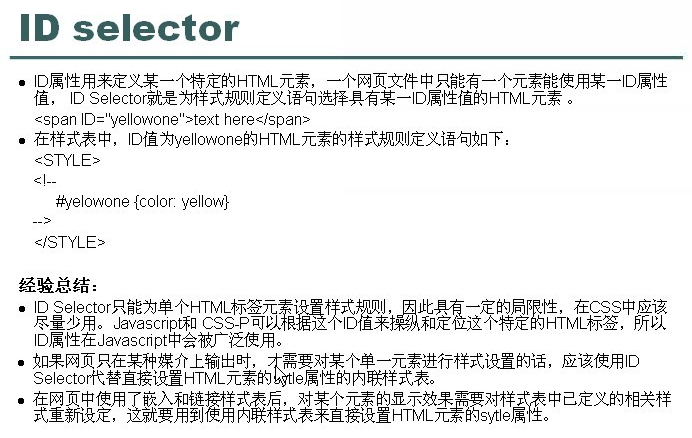 ID selector
ID属性用来定义某一个特定的HTML元素，一个网页文件中只能有一个元素能使用某一ID属性
值， ID Selector就是为样式规则定义语句选择具有某一ID属性值的HTML元素 。
<span ID="yellowone">text here</span>
在样式表中，ID值为yellowone的HTML元素的样式规则定义语句如下：
<STYLE>
<!--
#yelowone {color: yellow}
-->
</STYLE>
经验总结：
ID Selector只能为单个HTML标签元素设置样式规则，因此具有一定的局限性，在CSS中应该
尽量少用。Javascript和 CSS-P可以根据这个ID值来操纵和定位这个特定的HTML标签，所以
ID属性在Javascript中会被广泛使用。
如果网页只在某种媒介上输出时，才需要对某个单一元素进行样式设置的话，应该使用ID
Selector代替直接设置HTML元素的sytle属性的内联样式表。
在网页中使用了嵌入和链接样式表后，对某个元素的显示效果需要对样式表中已定义的相关样
式重新设定，这就要用到使用内联样式表来直接设置HTML元素的sytle属性。